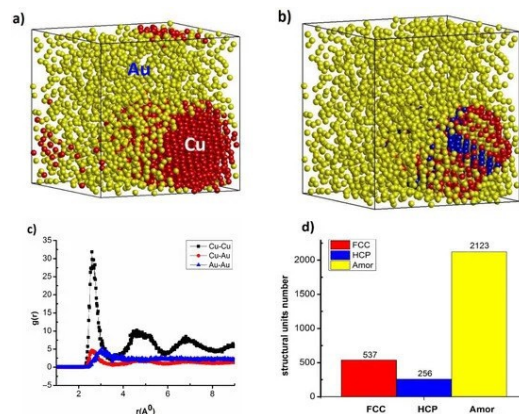 a)
Au
Cu
b)
c)
Cu-Cu
Cu-Au
Au-Au
g(r)
35
30
25
20
15
10
5
0
-5
2
4
6
8
r(A⁰)
d)
FCC
HCP
Amor
structural units number
2000
1500
1000
500
0
537
256
2123
FCC
HCP
Amor